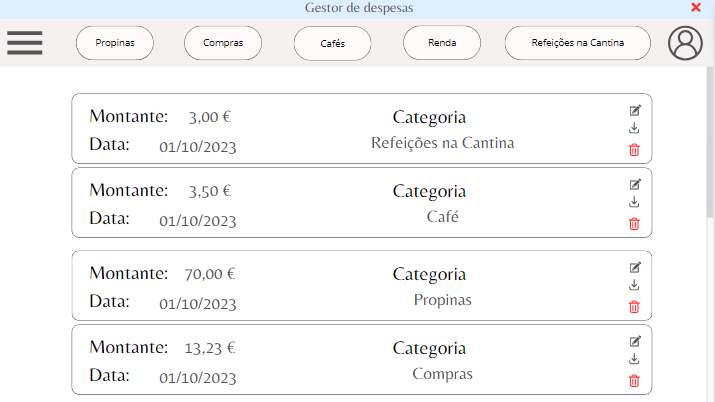 Gestor de despesas
Propinas Compras Cafés Renda Refeições na Cantina
Montante: 3,00 € Categoria
Data: 01/10/2023 Refeições na Cantina
Montante: 3,50 € Categoria
Data: 01/10/2023 Café
Montante: 70,00 € Categoria
Data: 01/10/2023 Propinas
Montante: 13,23 € Categoria
Data: 01/10/2023 Compras